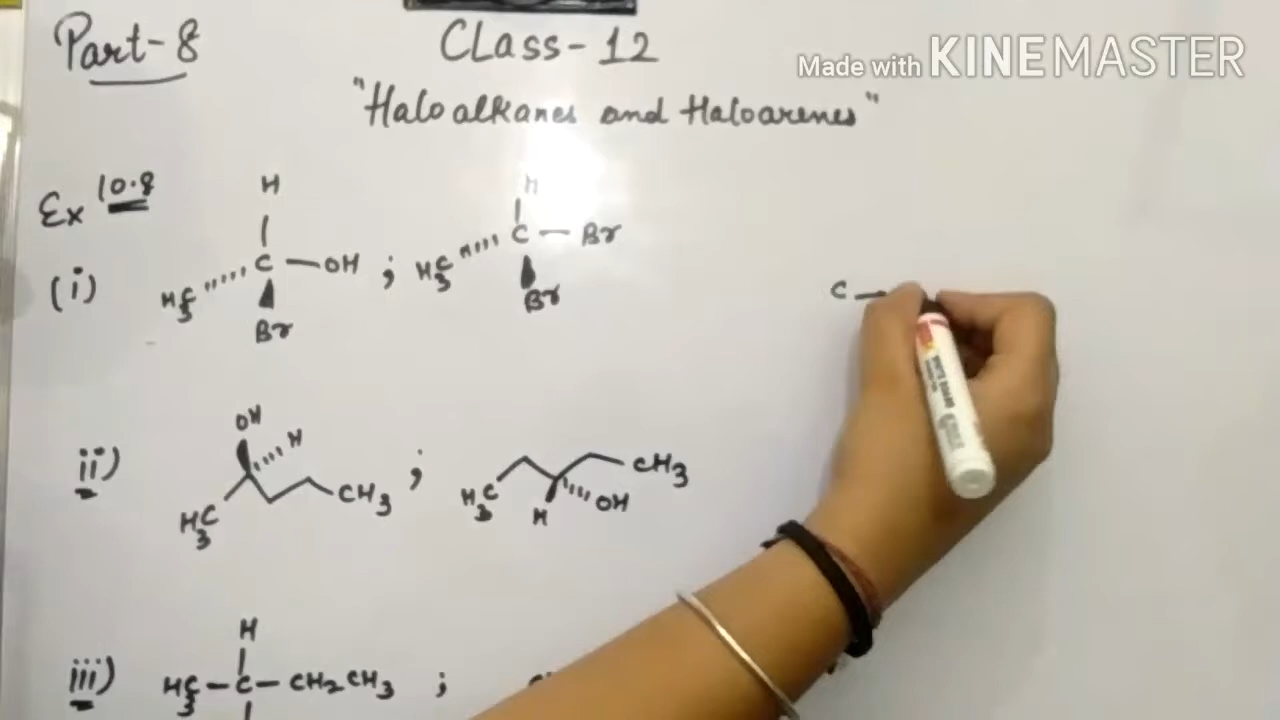 Part-8
CLass-12
Made with KINEMASTER
"Haloalkanes and Haloarenes"
Ex 10.8
(i)
H
H3C C — OH
Br
;
H
H3C C — Br
Br
C —
ii)
OH
H
H3C CH3
;
H3C CH3
H OH
iii)
H
H3C — C — CH2CH3 ;